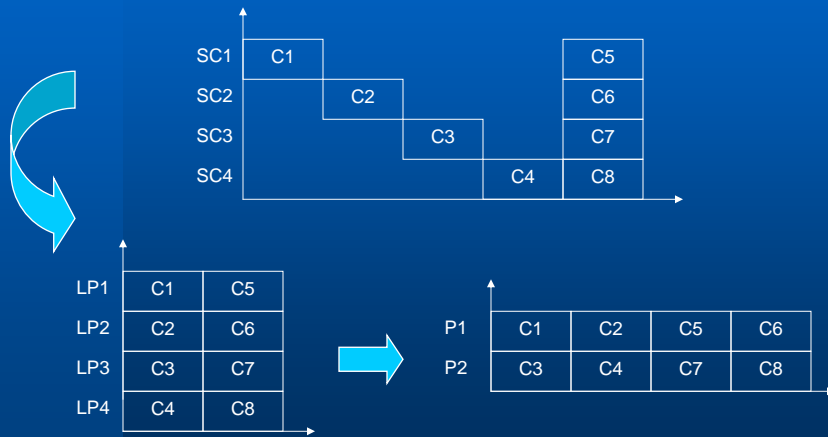 SC1 C1 C5
SC2 C2 C6
SC3 C3 C7
SC4 C4 C8
LP1 C1 C5
LP2 C2 C6
LP3 C3 C7
LP4 C4 C8
P1 C1 C2 C5 C6
P2 C3 C4 C7 C8